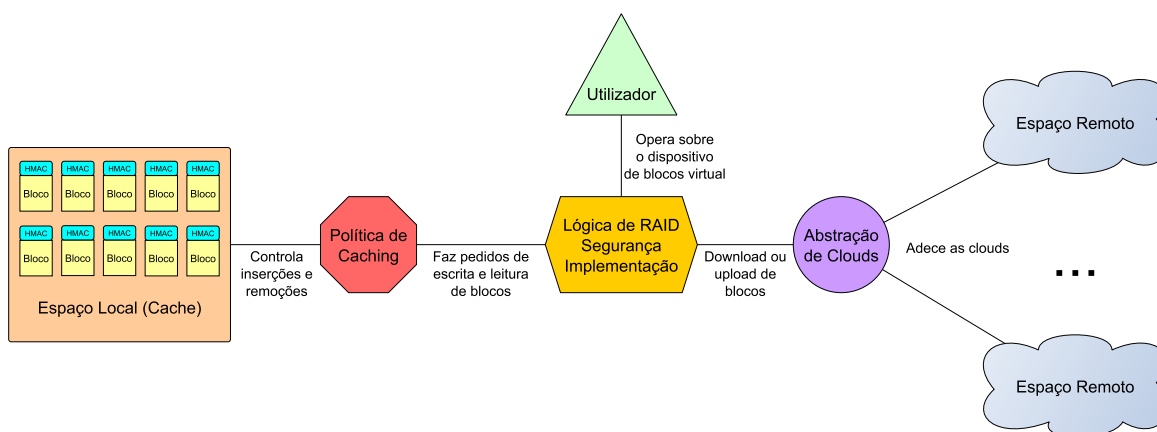 HMAC HMAC HMAC HMAC HMAC
Bloco Bloco Bloco Bloco Bloco
HMAC HMAC HMAC HMAC HMAC
Bloco Bloco Bloco Bloco Bloco
Espaço Local (Cache)
Controla
inserções e
remoções
Política de
Caching
Faz pedidos de
escrita e leitura
de blocos
Utilizador
Opera sobre
o dispositivo
de blocos virtual
Lógica de RAID
Segurança
Implementação
Download ou
upload de
blocos
Abstração
de Clouds
Adece as clouds
Espaço Remoto
...
Espaço Remoto